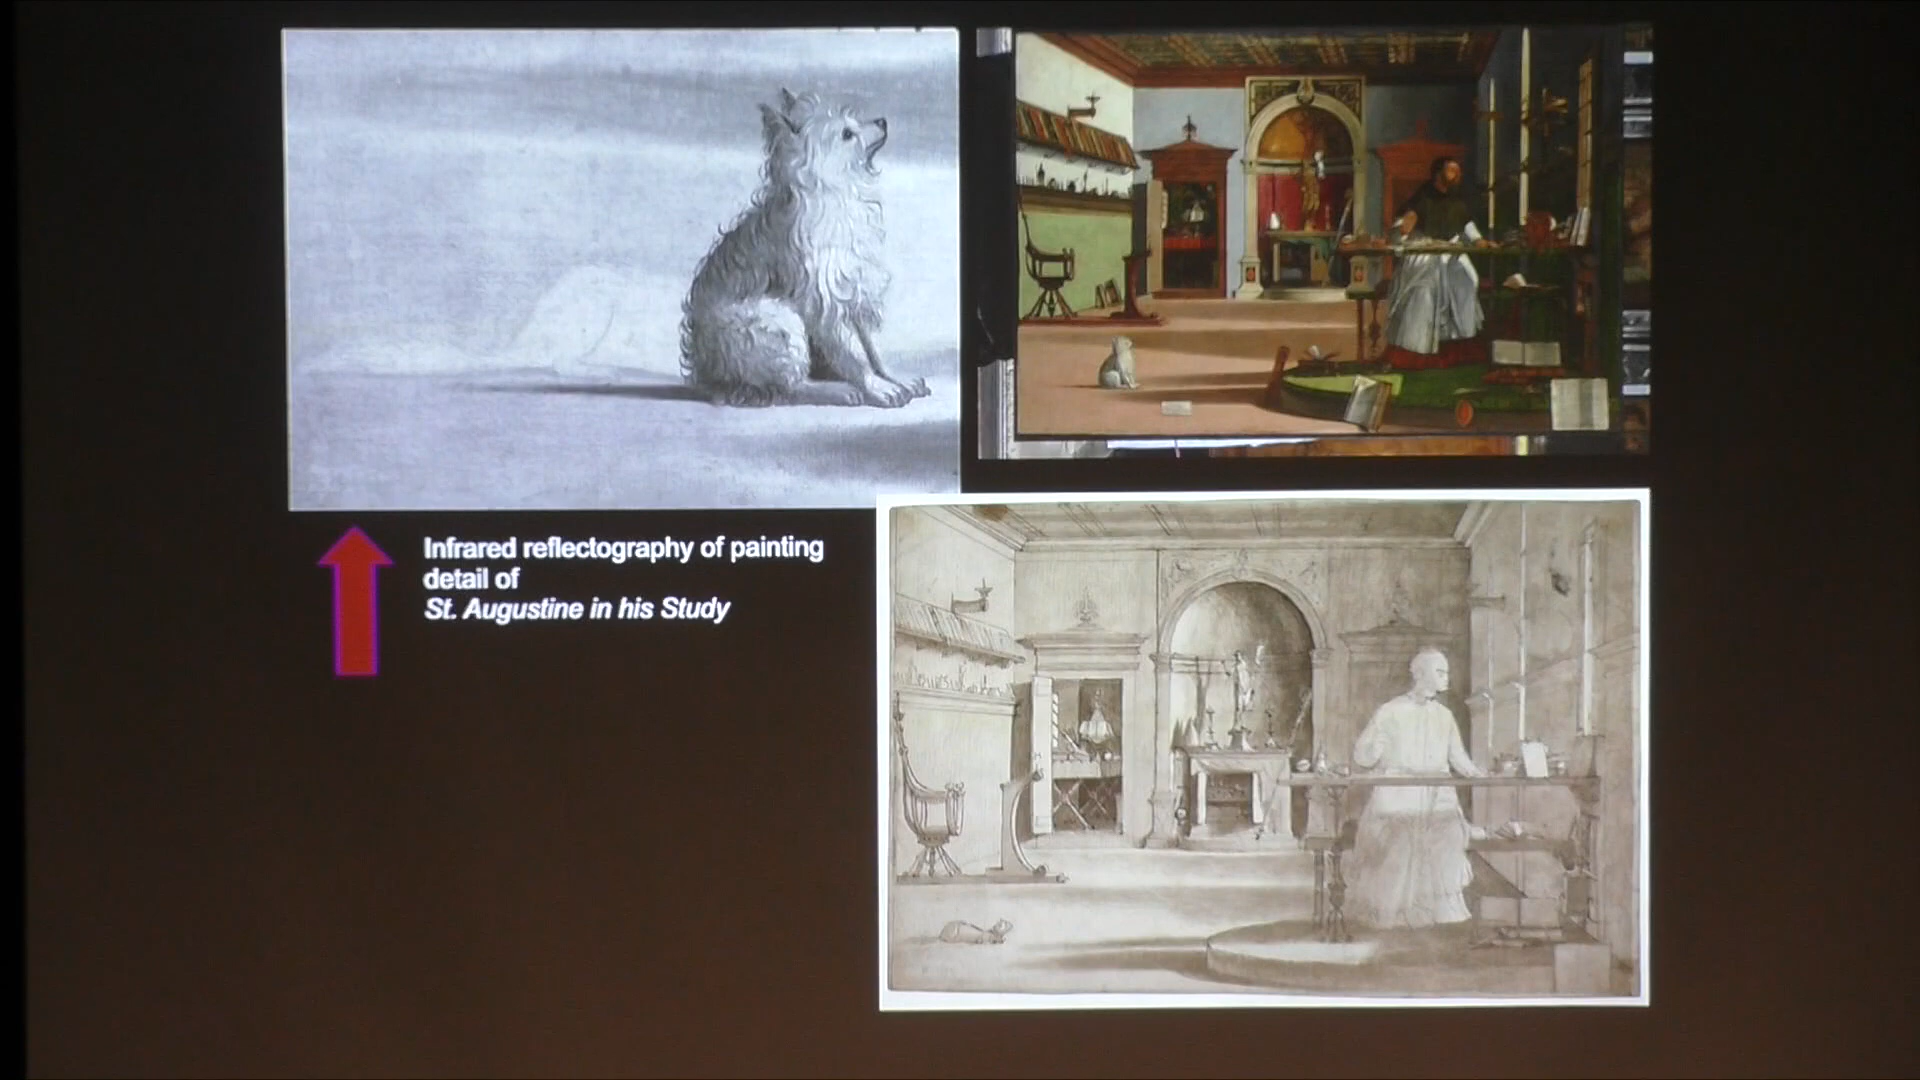 Infrared reflectography of painting
detail of
St. Augustine in his Study